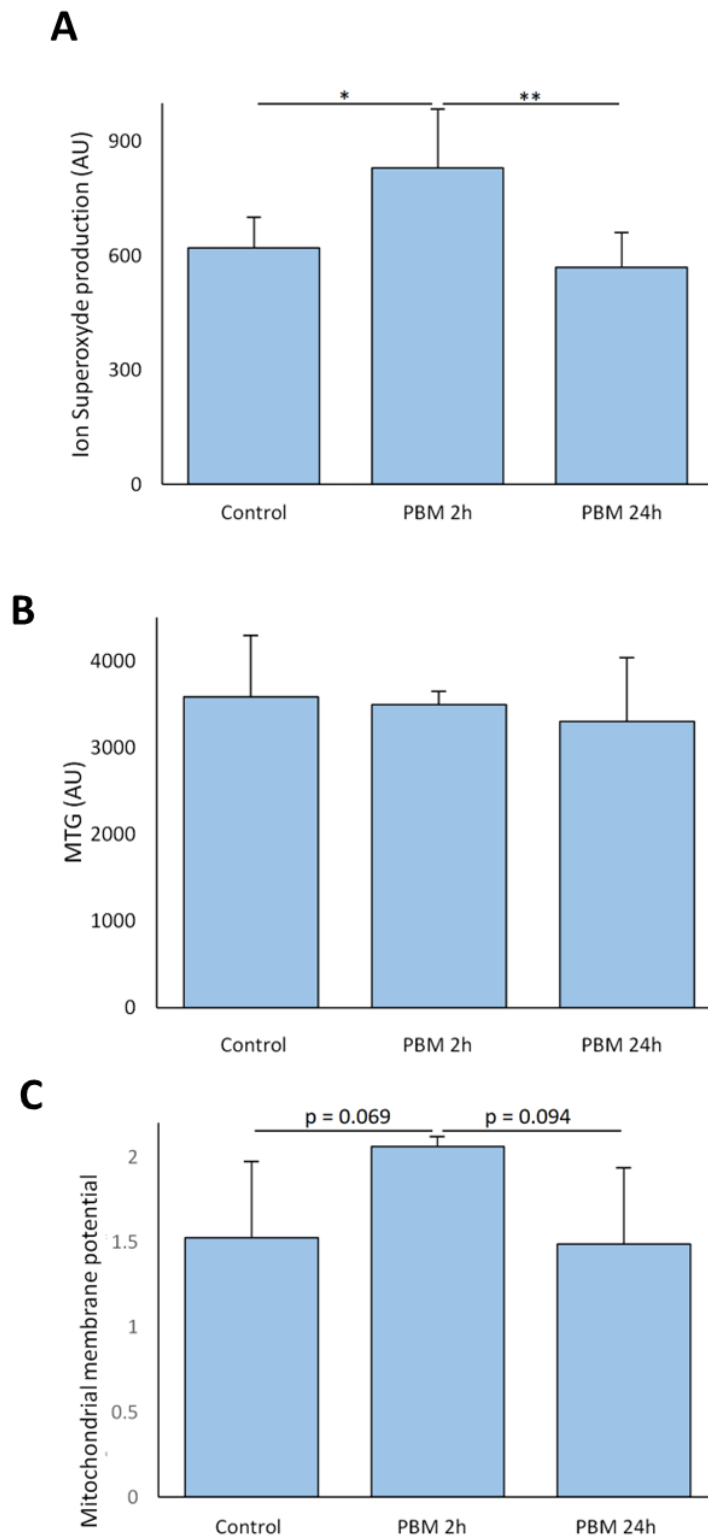 A
* **
Ion Superoxyde production (AU)
900
600
300
0
Control PBM 2h PBM 24h
B
MTG (AU)
4000
3000
2000
1000
0
Control PBM 2h PBM 24h
C
p = 0.069 p = 0.094
Mitochondrial membrane potential
2
1.5
1
0.5
0
Control PBM 2h PBM 24h